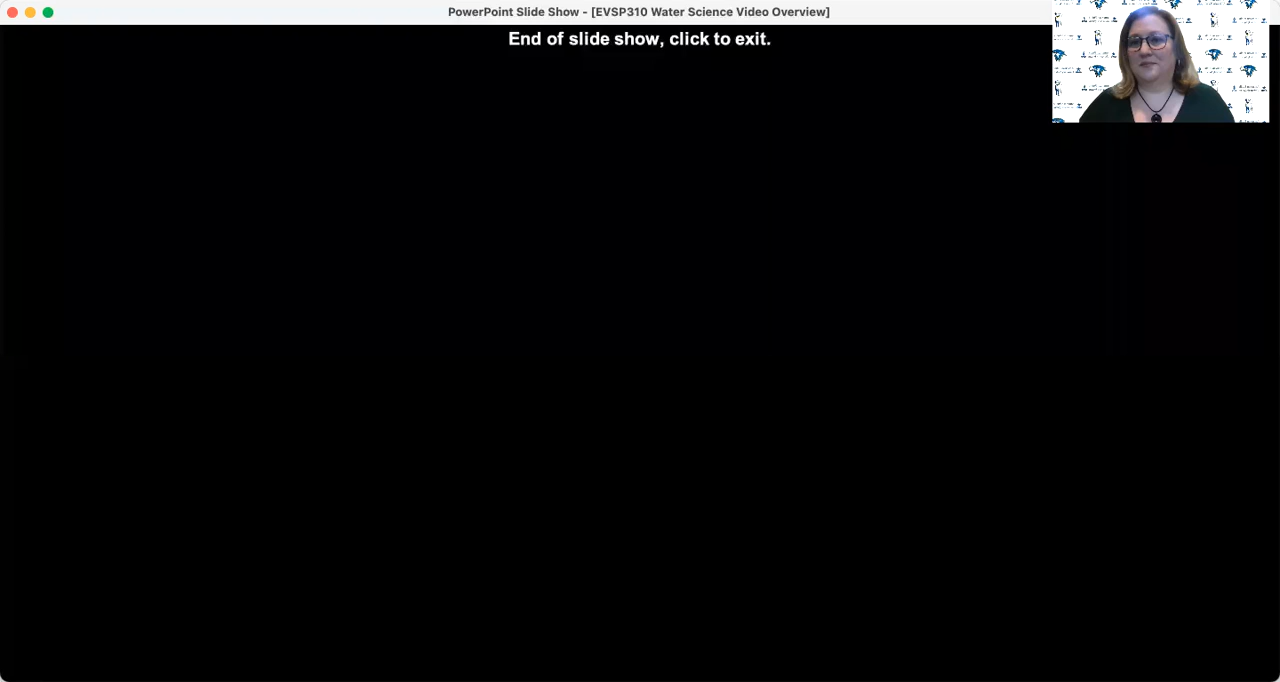 PowerPoint Slide Show - [EVSP310 Water Science Video Overview]
End of slide show, click to exit.